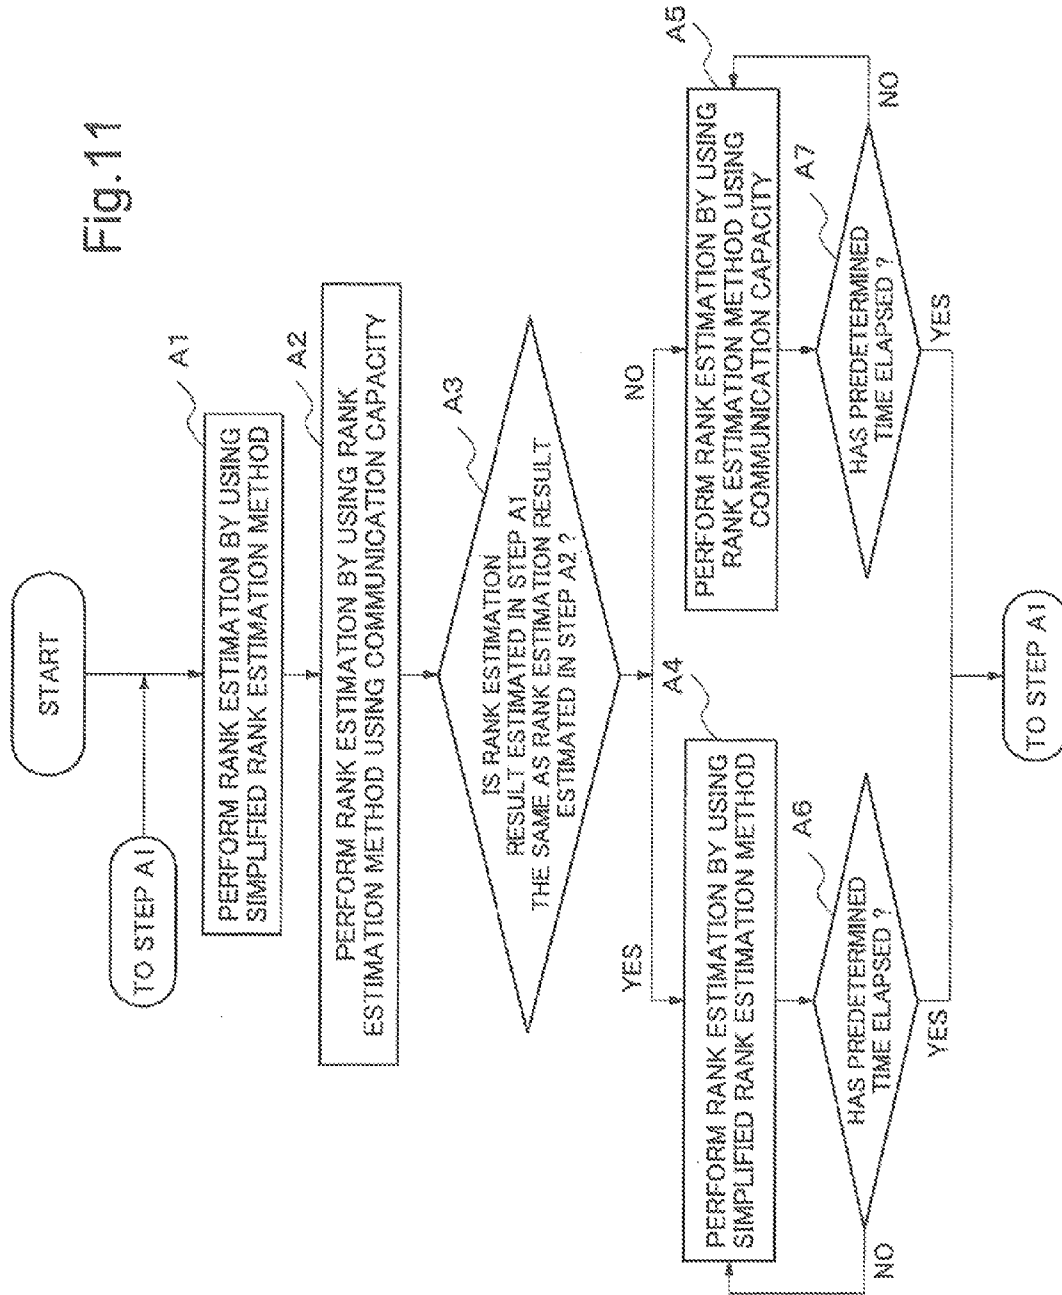 Fig.11
START
TO STEP A1
A1
PERFORM RANK ESTIMATION BY USING
SIMPLIFIED RANK ESTIMATION METHOD
A2
PERFORM RANK ESTIMATION BY USING RANK
ESTIMATION METHOD USING COMMUNICATION CAPACITY
A3
IS RANK ESTIMATION
RESULT ESTIMATED IN STEP A1
THE SAME AS RANK ESTIMATION RESULT
ESTIMATED IN STEP A2 ?
YES
NO
A4
PERFORM RANK ESTIMATION BY USING
SIMPLIFIED RANK ESTIMATION METHOD
A5
PERFORM RANK ESTIMATION BY USING
RANK ESTIMATION METHOD USING
COMMUNICATION CAPACITY
A6
HAS PREDETERMINED
TIME ELAPSED ?
NO
YES
A7
HAS PREDETERMINED
TIME ELAPSED ?
NO
YES
TO STEP A1